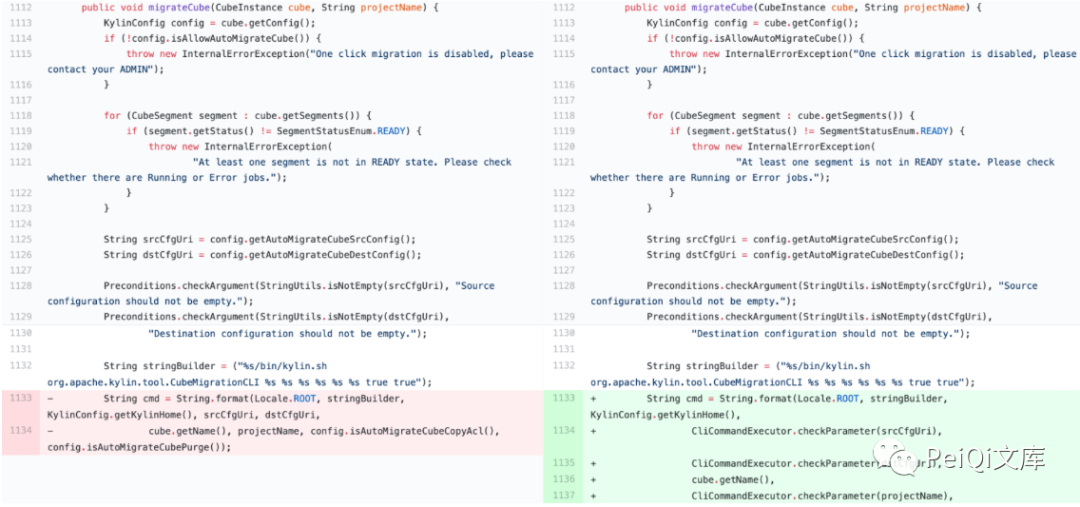 1112 public void migrateCube(CubeInstance cube, String projectName) {
1113 KylinConfig config = cube.getConfig();
1114 if (!config.isAllowAutoMigrateCube()) {
1115 throw new InternalErrorException("One click migration is disabled, please
contact your ADMIN");
1116 }
1117
1118 for (CubeSegment segment : cube.getSegments()) {
1119 if (segment.getStatus() != SegmentStatusEnum.READY) {
1120 throw new InternalErrorException(
1121 "At least one segment is not in READY state. Please check
whether there are Running or Error jobs.");
1122 }
1123 }
1124
1125 String srcCfgUri = config.getAutoMigrateCubeSrcConfig();
1126 String dstCfgUri = config.getAutoMigrateCubeDestConfig();
1127
1128 Preconditions.checkArgument(StringUtils.isNotEmpty(srcCfgUri), "Source
configuration should not be empty.");
1129 Preconditions.checkArgument(StringUtils.isNotEmpty(dstCfgUri),
1130 "Destination configuration should not be empty.");
1131
1132 String stringBuilder = ("%s/bin/kylin.sh
org.apache.kylin.tool.CubeMigrationCLI %s %s %s %s %s %s true true");
1133 - String cmd = String.format(Locale.ROOT, stringBuilder,
KylinConfig.getKylinHome(), srcCfgUri, dstCfgUri,
1134 - cube.getName(), projectName, config.isAutoMigrateCubeCopyAcl(),
config.isAutoMigrateCubePurge());
1112 public void migrateCube(CubeInstance cube, String projectName) {
1113 KylinConfig config = cube.getConfig();
1114 if (!config.isAllowAutoMigrateCube()) {
1115 throw new InternalErrorException("One click migration is disabled, please
contact your ADMIN");
1116 }
1117
1118 for (CubeSegment segment : cube.getSegments()) {
1119 if (segment.getStatus() != SegmentStatusEnum.READY) {
1120 throw new InternalErrorException(
1121 "At least one segment is not in READY state. Please check
whether there are Running or Error jobs.");
1122 }
1123 }
1124
1125 String srcCfgUri = config.getAutoMigrateCubeSrcConfig();
1126 String dstCfgUri = config.getAutoMigrateCubeDestConfig();
1127
1128 Preconditions.checkArgument(StringUtils.isNotEmpty(srcCfgUri), "Source
configuration should not be empty.");
1129 Preconditions.checkArgument(StringUtils.isNotEmpty(dstCfgUri),
1130 "Destination configuration should not be empty.");
1131
1132 String stringBuilder = ("%s/bin/kylin.sh
org.apache.kylin.tool.CubeMigrationCLI %s %s %s %s %s %s true true");
1133 + String cmd = String.format(Locale.ROOT, stringBuilder,
KylinConfig.getKylinHome(),
1134 + CliCommandExecutor.checkParameter(srcCfgUri),
1135 + CliCommandExecutor.checkParameter(
1136 + cube.getName(),
1137 + CliCommandExecutor.checkParameter(projectName),
PeiQi文库